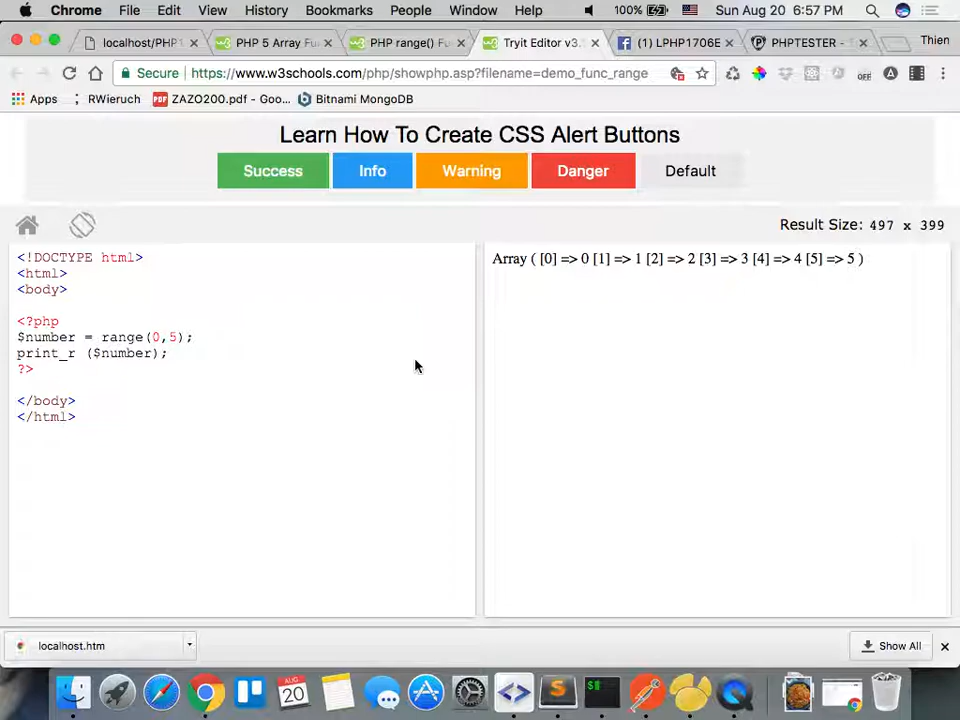 Chrome File Edit View History Bookmarks People Window Help 100% Sun Aug 20 6:57 PM
localhost/PHP1 PHP 5 Array Fu PHP range() Fu Tryit Editor v3. (1) LPHP1706E PHPTESTER - Thien
Secure https://www.w3schools.com/php/showphp.asp?filename=demo_func_range OFF
Apps RWieruch ZAZO200.pdf - Goo... Bitnami MongoDB
Learn How To Create CSS Alert Buttons
Success Info Warning Danger Default
Result Size: 497 x 399
<!DOCTYPE html>
<html>
<body>
<?php
$number = range(0,5);
print_r ($number);
?>
</body>
</html>
Array ( [0] => 0 [1] => 1 [2] => 2 [3] => 3 [4] => 4 [5] => 5 )
localhost.htm Show All
AUG
20